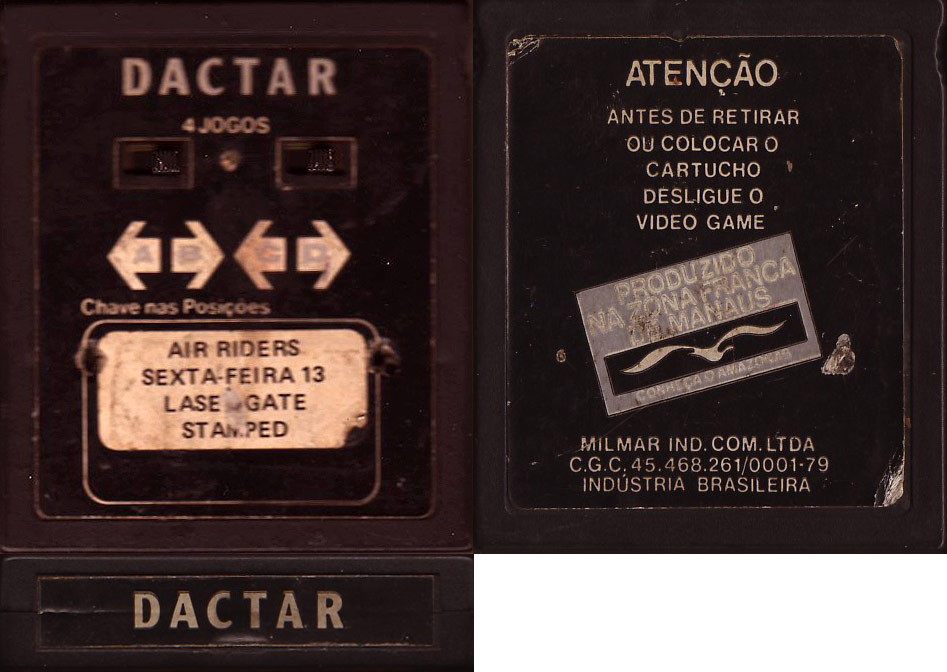 DACTAR
4 JOGOS
A B C D
Chave nas Posições
AIR RIDERS
SEXTA-FEIRA 13
LASE GATE
STAMPED
DACTAR
ATENÇÃO
ANTES DE RETIRAR
OU COLOCAR O
CARTUCHO
DESLIGUE O
VIDEO GAME
PRODUZIDO
NA ZONA FRANCA
DE MANAUS
CONHEÇA O AMAZONAS
MILMAR IND. COM. LTDA
C.G.C. 45.468.261/0001-79
INDÚSTRIA BRASILEIRA